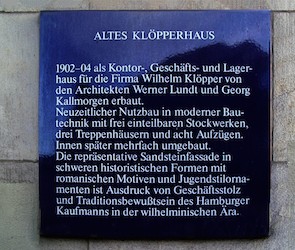 ALTES KLÖPPERHAUS
1902-04 als Kontor-, Geschäfts- und Lager-
haus für die Firma Wilhelm Klöpper von
den Architekten Werner Lundt und Georg
Kallmorgen erbaut.
Neuzeitlicher Nutzbau in moderner Bau-
technik mit frei einteilbaren Stockwerken,
drei Treppenhäusern und acht Aufzügen.
Innen später mehrfach umgebaut.
Die repräsentative Sandsteinfassade in
schweren historistischen Formen mit
romanischen Motiven und Jugendstilorna-
menten ist Ausdruck von Geschäftsstolz
und Traditionsbewußtsein des Hamburger
Kaufmanns in der wilhelminischen Ära.